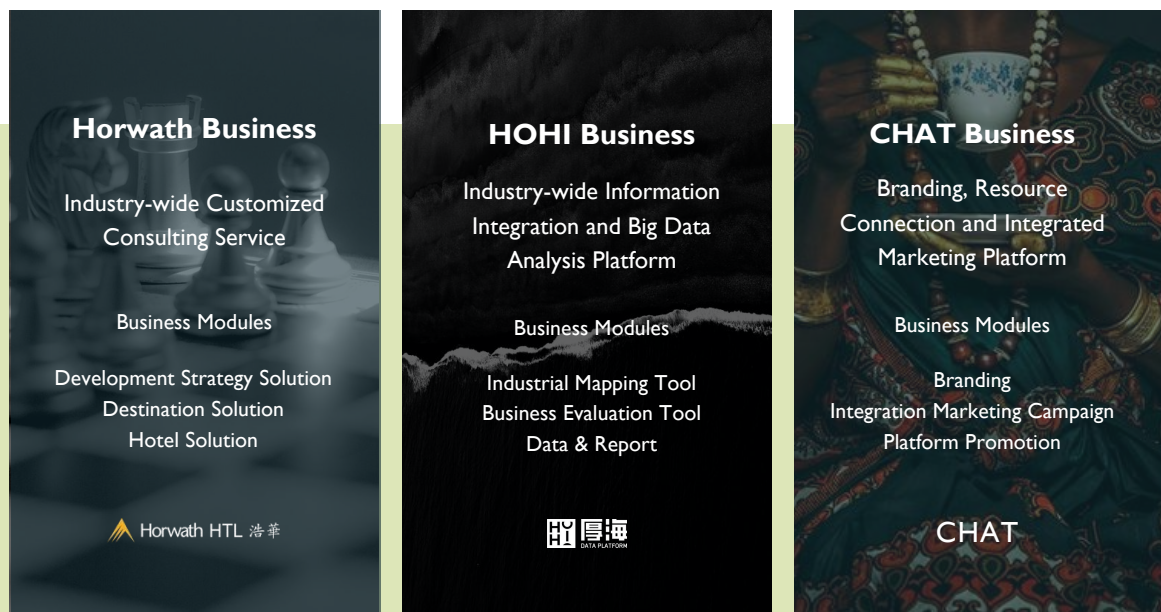 Horwath Business
Industry-wide Customized
Consulting Service
Business Modules
Development Strategy Solution
Destination Solution
Hotel Solution
Horwath HTL 浩華
HOHI Business
Industry-wide Information
Integration and Big Data
Analysis Platform
Business Modules
Industrial Mapping Tool
Business Evaluation Tool
Data & Report
HOHI 厚海
DATA PLATFORM
CHAT Business
Branding, Resource
Connection and Integrated
Marketing Platform
Business Modules
Branding
Integration Marketing Campaign
Platform Promotion
CHAT